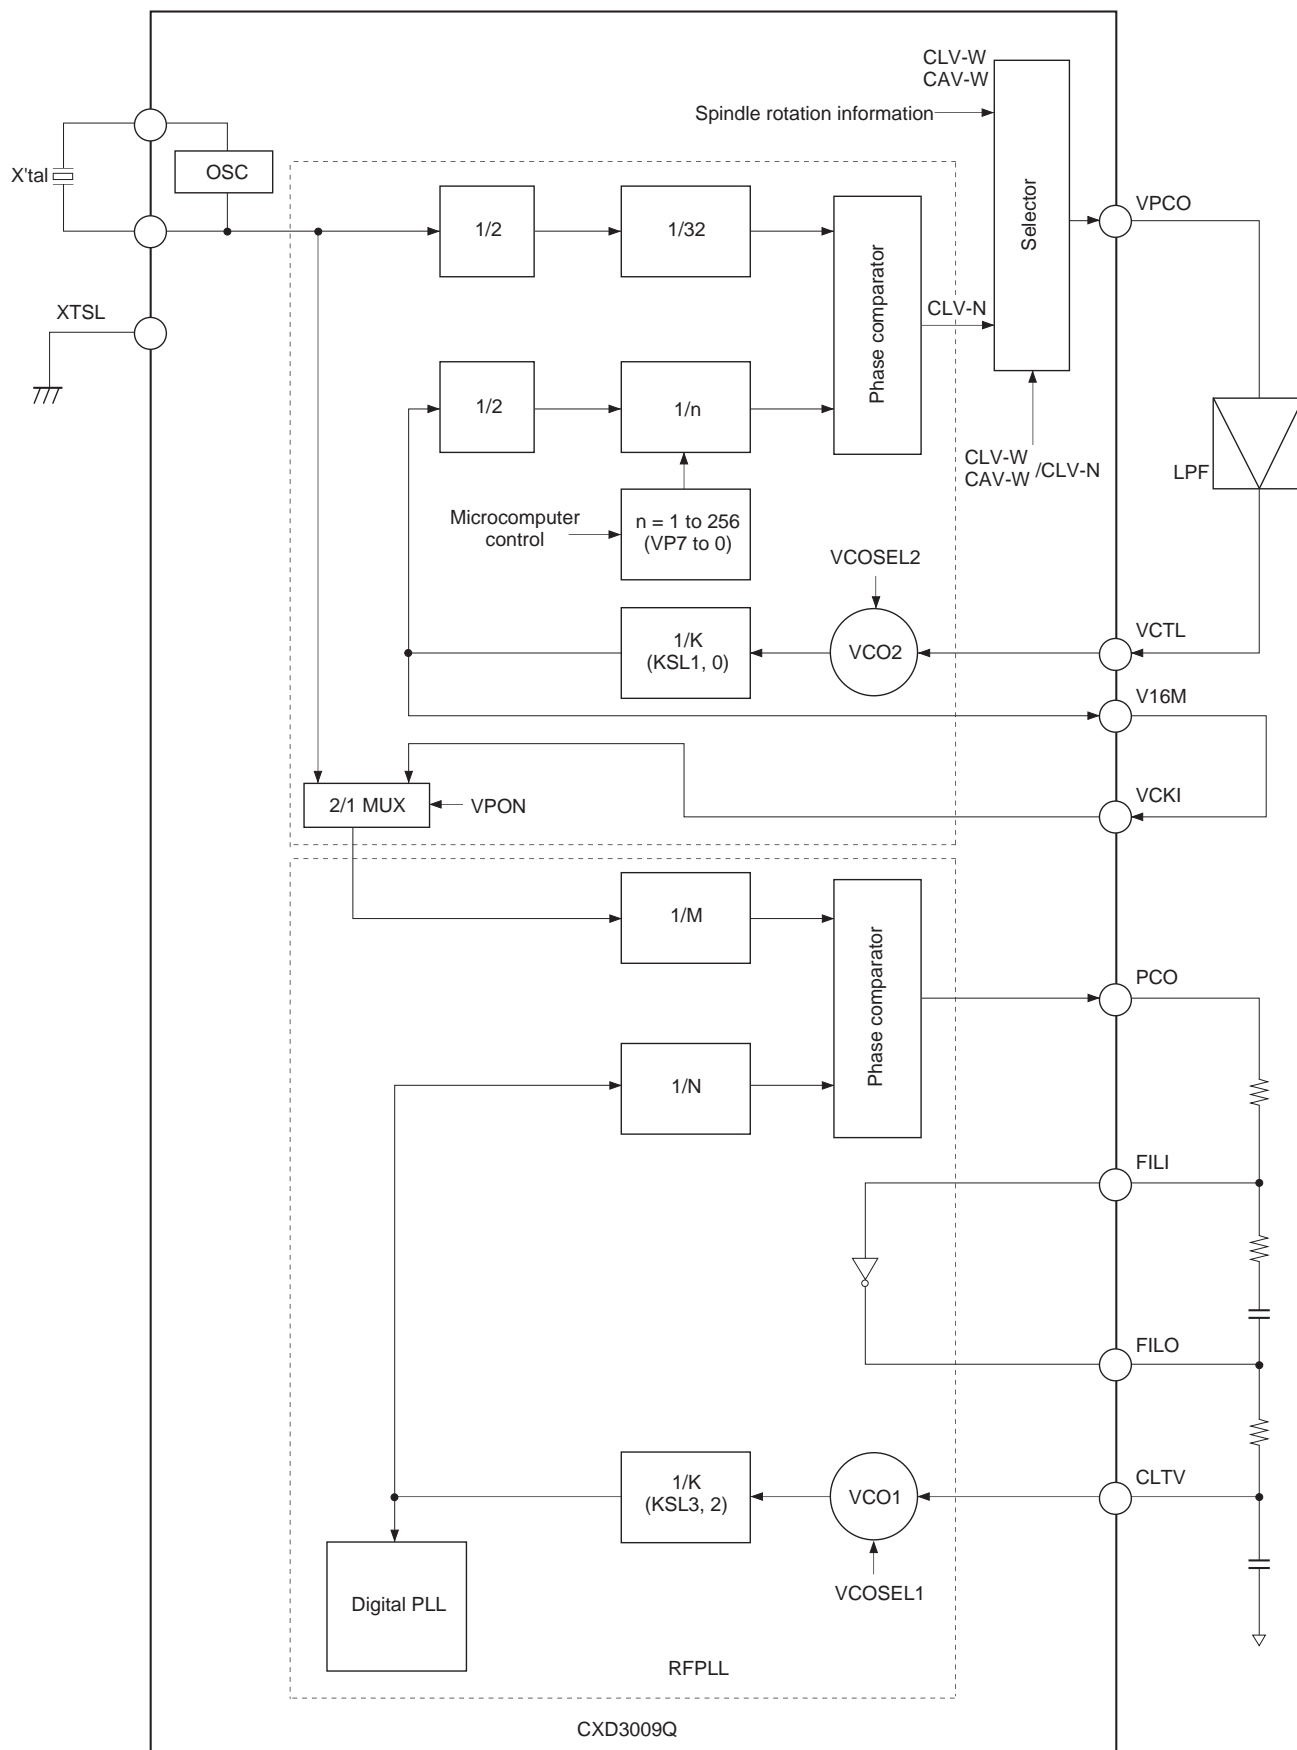 CLV-W
CAV-W
Spindle rotation information
X'tal
OSC
VPCO
1/2
1/32
Selector
XTSL
CLV-N
Phase comparator
1/2
1/n
CLV-W
CAV-W
/CLV-N
LPF
Microcomputer
control
n = 1 to 256
(VP7 to 0)
VCOSEL2
VCTL
1/K
(KSL1, 0)
VCO2
V16M
2/1 MUX
VPON
VCKI
1/M
Phase comparator
PCO
1/N
FILI
FILO
1/K
(KSL3, 2)
VCO1
CLTV
VCOSEL1
Digital PLL
RFPLL
CXD3009Q